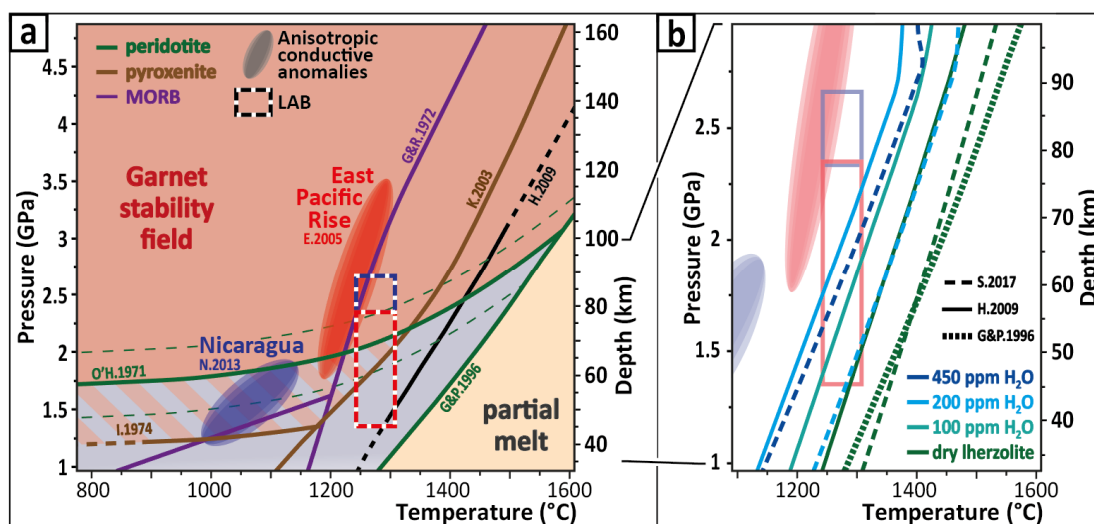 a
peridotite
pyroxenite
MORB
Anisotropic
conductive
anomalies
LAB
Garnet
stability
field
East
Pacific
Rise
E.2005
Nicaragua
N.2013
O'H.1971
I.1974
G&R.1972
K.2003
H.2009
G&P.1996
partial
melt
Pressure (GPa)
4.5
4
3.5
3
2.5
2
1.5
1
800
1000
1200
1400
1600
Temperature (°C)
160
140
120
100
80
60
40
Depth (km)
b
Pressure (GPa)
2.5
2
1.5
1
1200
1400
1600
Temperature (°C)
90
80
70
60
50
40
Depth (km)
S.2017
H.2009
G&P.1996
450 ppm H₂O
200 ppm H₂O
100 ppm H₂O
dry lherzolite